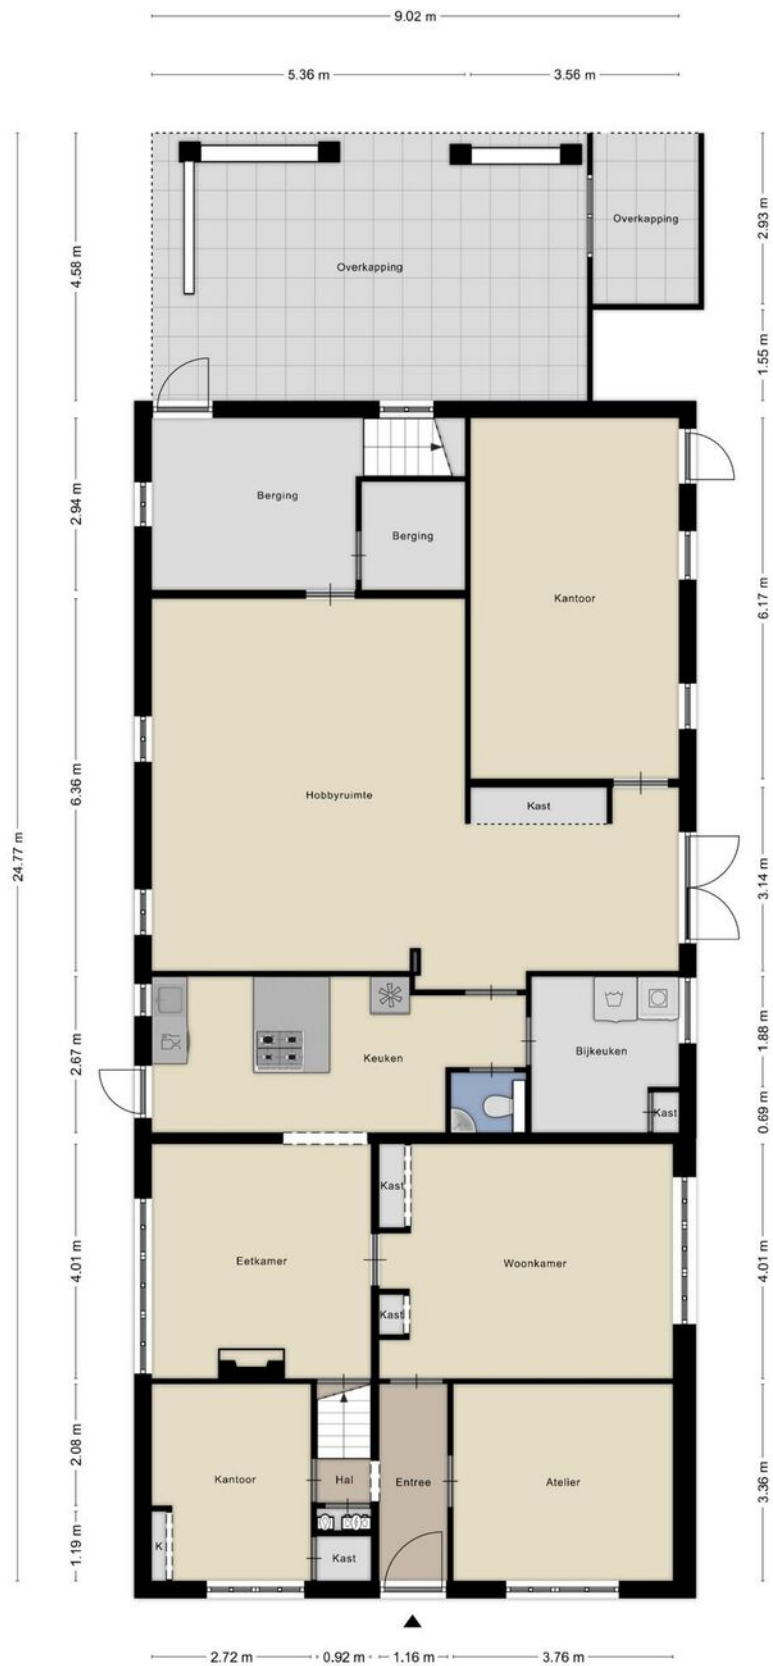 9.02 m
5.36 m
3.56 m
Overkapping
2.93 m
4.58 m
Overkapping
1.55 m
Berging
2.94 m
Berging
Kantoor
6.17 m
Hobbyruimte
Kast
6.36 m
24.77 m
3.14 m
Keuken
Bijkeuken
1.88 m
2.67 m
Kast
0.69 m
Kast
Eetkamer
Woonkamer
4.01 m
4.01 m
Kast
2.08 m
Kantoor
Hal
Entree
Atelier
3.36 m
K
Kast
1.19 m
2.72 m
0.92 m
1.16 m
3.76 m